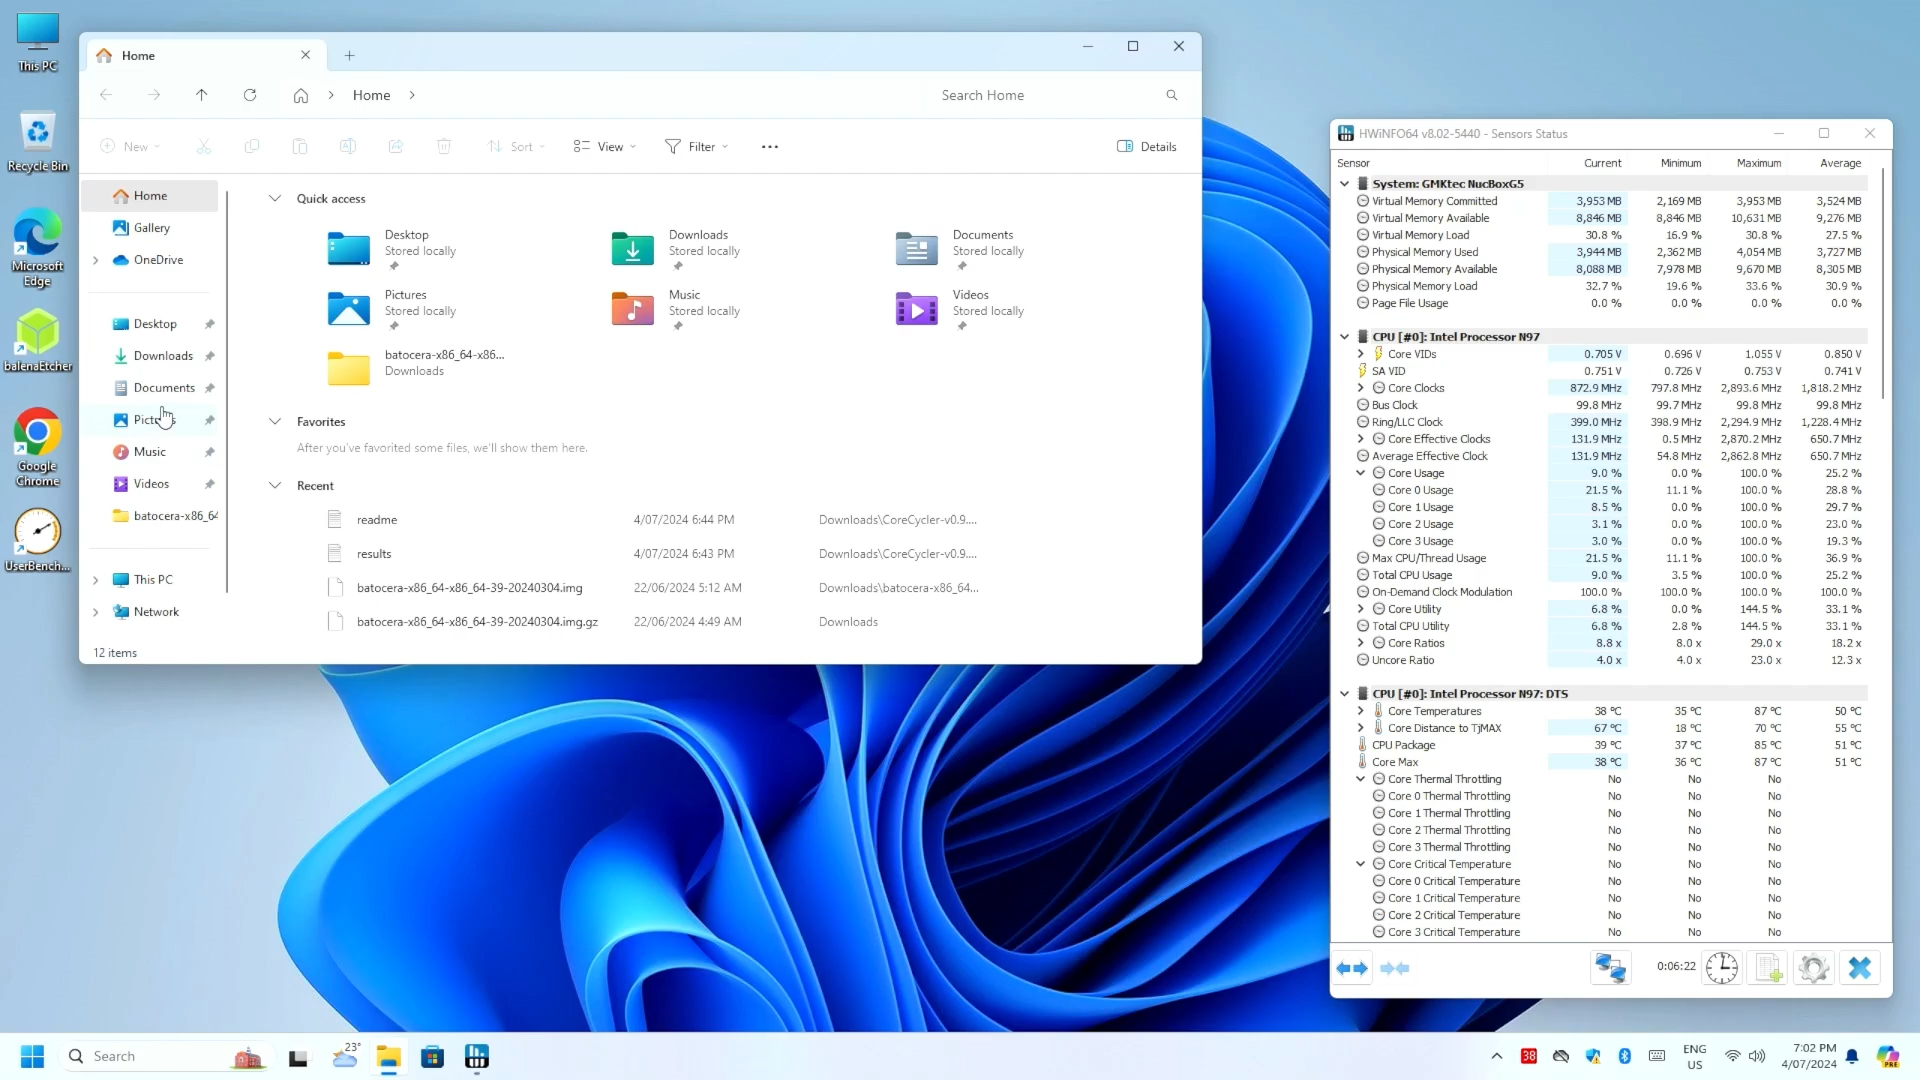 This PC
Recycle Bin
Microsoft
Edge
balenaEtcher
Google
Chrome
UserBench...
Home
Home
Search Home
New
Sort
View
Filter
Details
Home
Gallery
OneDrive
Desktop
Downloads
Documents
Music
Videos
batocera-x86_64
This PC
Network
12 items
Quick access
Desktop
Stored locally
Downloads
Stored locally
Documents
Stored locally
Pictures
Stored locally
Music
Stored locally
Videos
Stored locally
batocera-x86_64-x86...
Downloads
Favorites
After you've favorited some files, we'll show them here.
Recent
readme 4/07/2024 6:44 PM Downloads\CoreCycler-v0.9....
results 4/07/2024 6:43 PM Downloads\CoreCycler-v0.9....
batocera-x86_64-x86_64-39-20240304.img 22/06/2024 5:12 AM Downloads\batocera-x86_64...
batocera-x86_64-x86_64-39-20240304.img.gz 22/06/2024 4:49 AM Downloads
HWiNFO64 v8.02-5440 - Sensors Status
Sensor Current Minimum Maximum Average
System: GMKtec NucBoxG5
Virtual Memory Committed 3,953 MB 2,169 MB 3,953 MB 3,524 MB
Virtual Memory Available 8,846 MB 8,846 MB 10,631 MB 9,276 MB
Virtual Memory Load 30.8 % 16.9 % 30.8 % 27.5 %
Physical Memory Used 3,944 MB 2,362 MB 4,054 MB 3,727 MB
Physical Memory Available 8,088 MB 7,978 MB 9,670 MB 8,305 MB
Physical Memory Load 32.7 % 19.6 % 33.6 % 30.9 %
Page File Usage 0.0 % 0.0 % 0.0 % 0.0 %
CPU [#0]: Intel Processor N97
Core VIDs 0.705 V 0.696 V 1.055 V 0.850 V
SA VID 0.751 V 0.726 V 0.753 V 0.741 V
Core Clocks 872.9 MHz 797.8 MHz 2,893.6 MHz 1,818.2 MHz
Bus Clock 99.8 MHz 99.7 MHz 99.8 MHz 99.8 MHz
Ring/LLC Clock 399.0 MHz 398.9 MHz 2,294.9 MHz 1,228.4 MHz
Core Effective Clocks 131.9 MHz 0.5 MHz 2,870.2 MHz 650.7 MHz
Average Effective Clock 131.9 MHz 54.8 MHz 2,862.8 MHz 650.7 MHz
Core Usage 9.0 % 0.0 % 100.0 % 25.2 %
Core 0 Usage 21.5 % 11.1 % 100.0 % 28.8 %
Core 1 Usage 8.5 % 0.0 % 100.0 % 29.7 %
Core 2 Usage 3.1 % 0.0 % 100.0 % 23.0 %
Core 3 Usage 3.0 % 0.0 % 100.0 % 19.3 %
Max CPU/Thread Usage 21.5 % 11.1 % 100.0 % 36.9 %
Total CPU Usage 9.0 % 3.5 % 100.0 % 25.2 %
On-Demand Clock Modulation 100.0 % 100.0 % 100.0 % 100.0 %
Core Utility 6.8 % 0.0 % 144.5 % 33.1 %
Total CPU Utility 6.8 % 2.8 % 144.5 % 33.1 %
Core Ratios 8.8 x 8.0 x 29.0 x 18.2 x
Uncore Ratio 4.0 x 4.0 x 23.0 x 12.3 x
CPU [#0]: Intel Processor N97: DTS
Core Temperatures 38 °C 35 °C 87 °C 50 °C
Core Distance to TjMAX 67 °C 18 °C 70 °C 55 °C
CPU Package 39 °C 37 °C 85 °C 51 °C
Core Max 38 °C 36 °C 87 °C 51 °C
Core Thermal Throttling No No No
Core 0 Thermal Throttling No No No
Core 1 Thermal Throttling No No No
Core 2 Thermal Throttling No No No
Core 3 Thermal Throttling No No No
Core Critical Temperature No No No
Core 0 Critical Temperature No No No
Core 1 Critical Temperature No No No
Core 2 Critical Temperature No No No
Core 3 Critical Temperature No No No
0:06:22
Search
23°
38
ENG
US
7:02 PM
4/07/2024
PRE